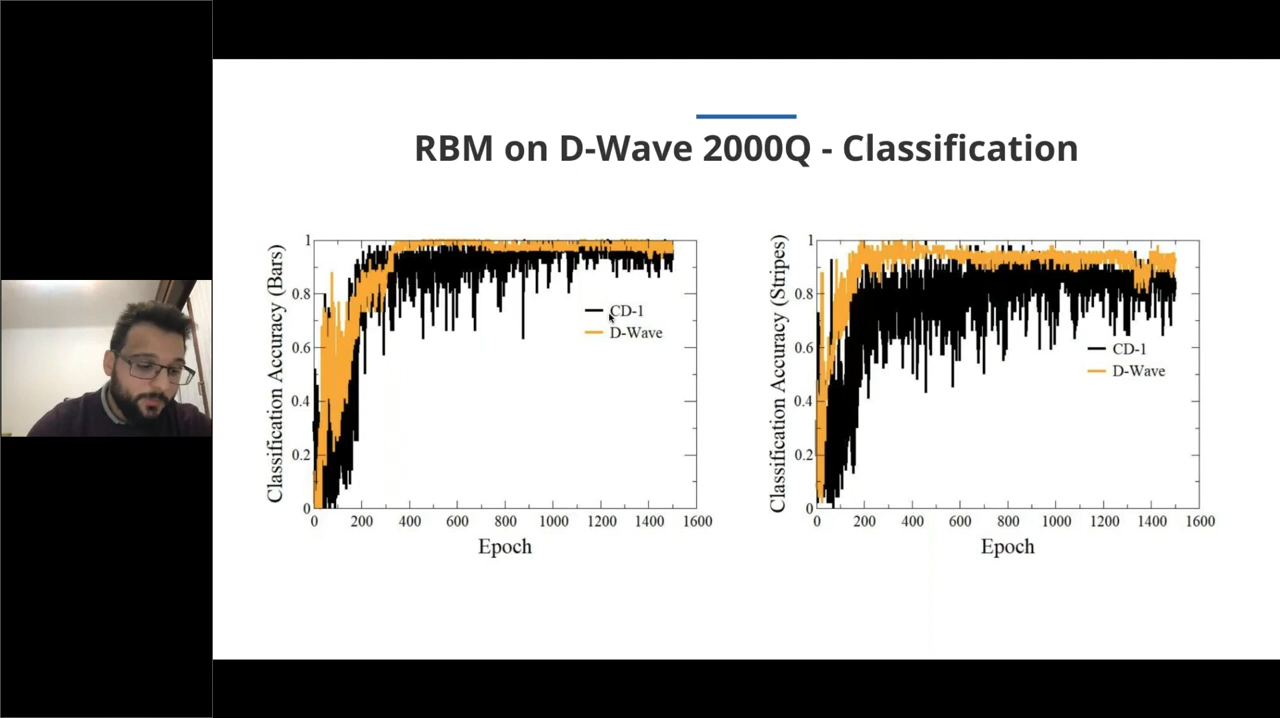 RBM on D-Wave 2000Q - Classification
Classification Accuracy (Bars)
1
0.8
0.6
0.4
0.2
0
0 200 400 600 800 1000 1200 1400 1600
Epoch
CD-1
D-Wave
Classification Accuracy (Stripes)
1
0.8
0.6
0.4
0.2
0
0 200 400 600 800 1000 1200 1400 1600
Epoch
CD-1
D-Wave